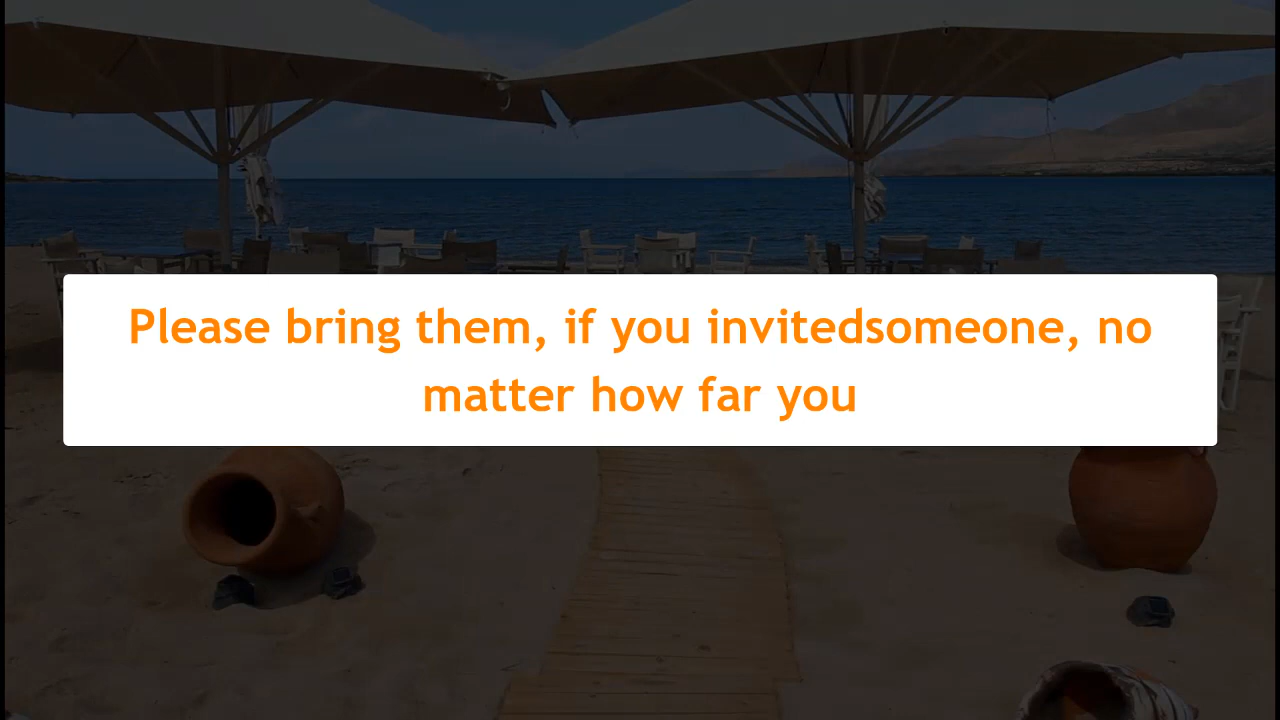 Please bring them, if you invitedsomeone, no
matter how far you